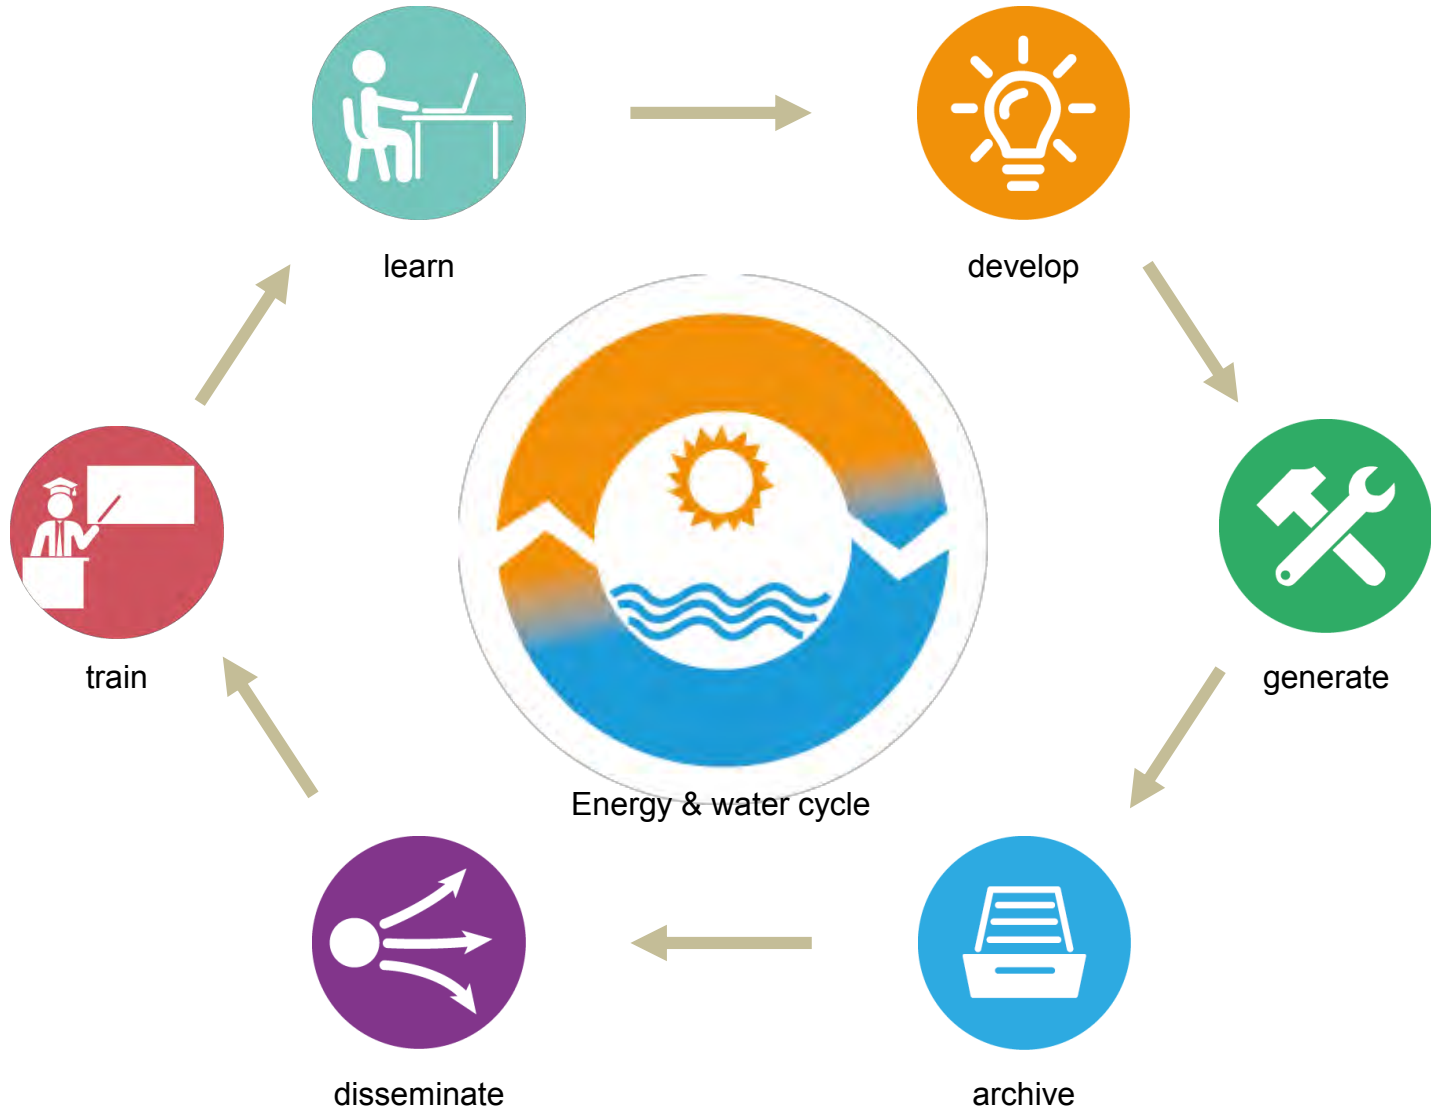 learn
develop
train
generate
Energy & water cycle
disseminate
archive